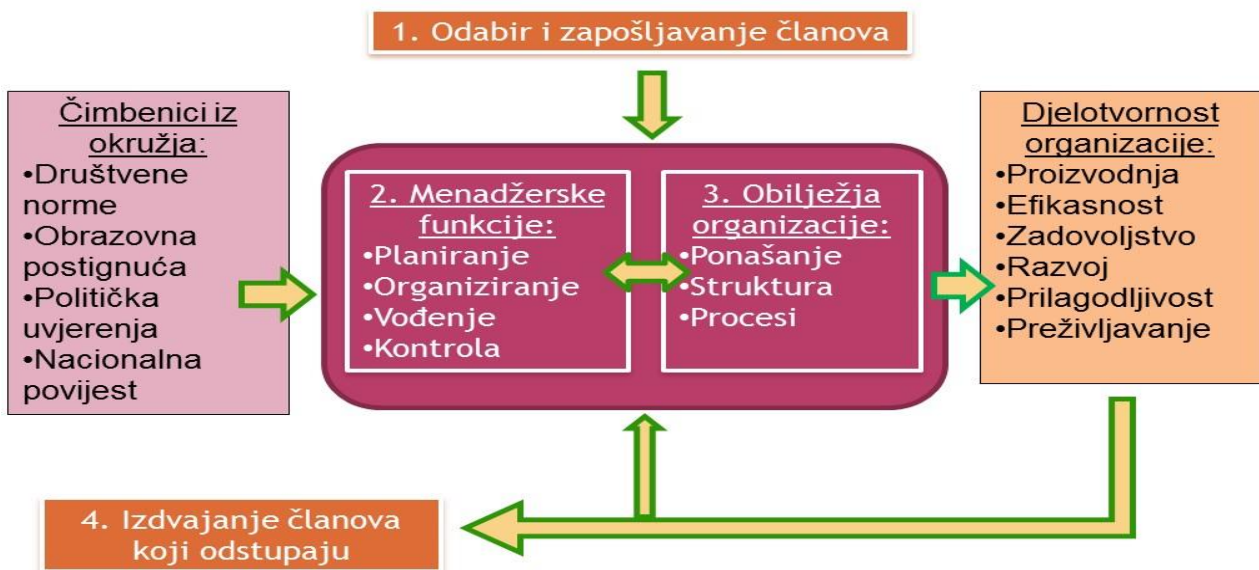 1. Odabir i zapošljavanje članova
Čimbenici iz
okružja:
•Društvene
norme
•Obrazovna
postignuća
•Politička
uvjerenja
•Nacionalna
povijest
2. Menadžerske
funkcije:
•Planiranje
•Organiziranje
•Vođenje
•Kontrola
3. Obilježja
organizacije:
•Ponašanje
•Struktura
•Procesi
Djelotvornost
organizacije:
•Proizvodnja
•Efikasnost
•Zadovoljstvo
•Razvoj
•Prilagodljivost
•Preživljavanje
4. Izdvajanje članova
koji odstupaju